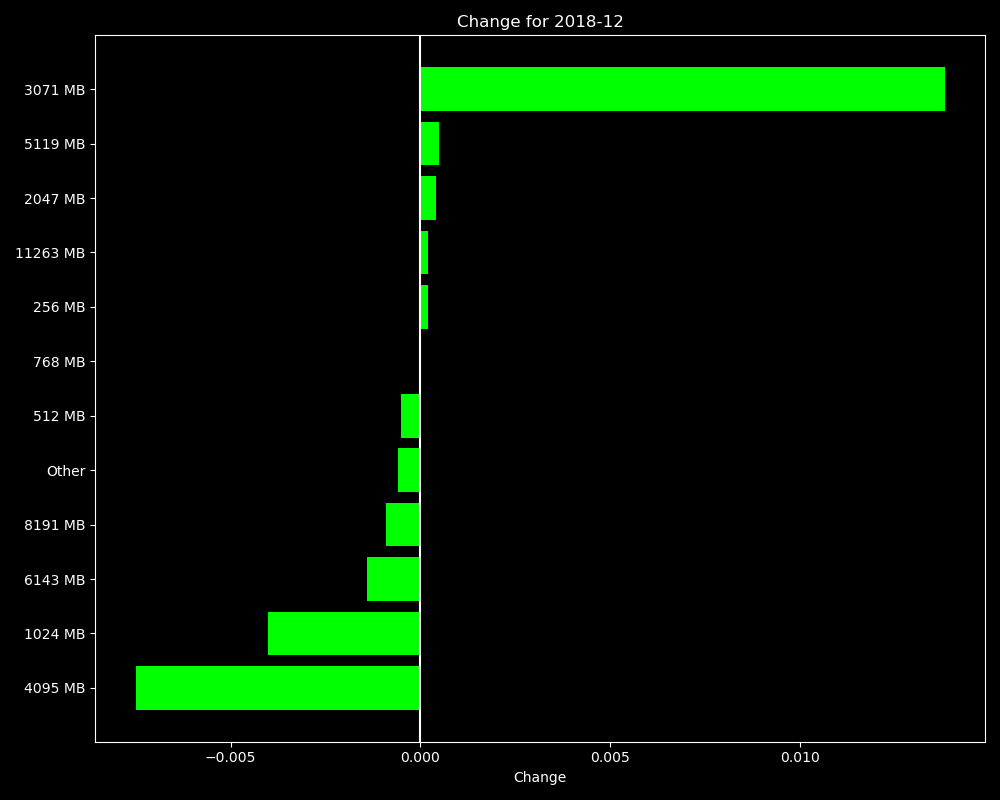 Change for 2018-12
3071 MB
5119 MB
2047 MB
11263 MB
256 MB
768 MB
512 MB
Other
8191 MB
6143 MB
1024 MB
4095 MB
−0.005 0.000 0.005 0.010
Change